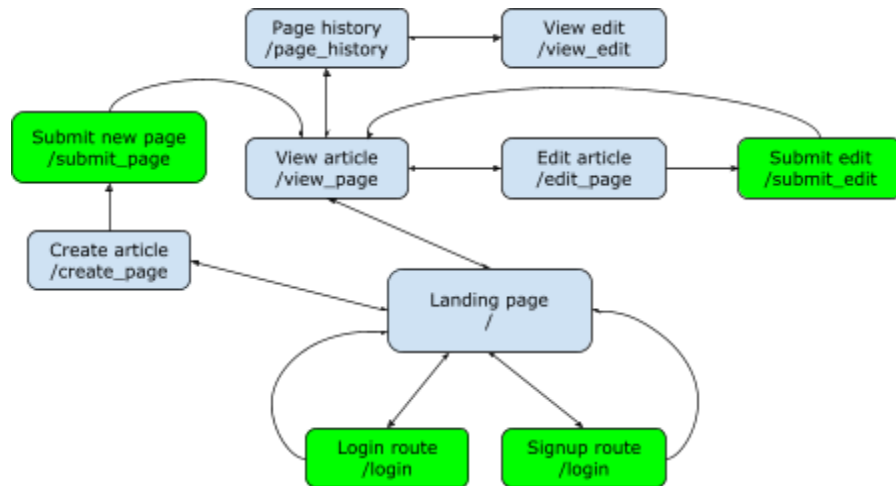 Page history
/page_history
View edit
/view_edit
Submit new page
/submit_page
View article
/view_page
Edit article
/edit_page
Submit edit
/submit_edit
Create article
/create_page
Landing page
/
Login route
/login
Signup route
/login